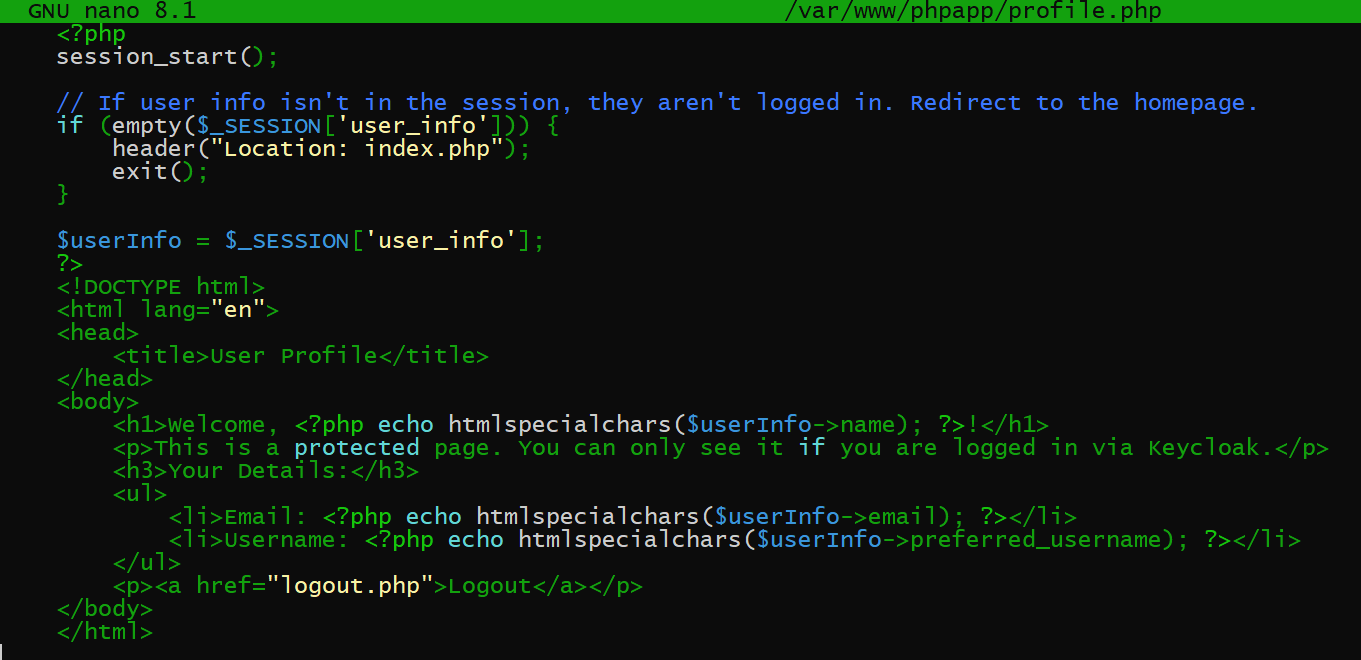 GNU nano 8.1 /var/www/phpapp/profile.php
<?php
session_start();

// If user info isn't in the session, they aren't logged in. Redirect to the homepage.
if (empty($_SESSION['user_info'])) {
    header("Location: index.php");
    exit();
}

$userInfo = $_SESSION['user_info'];
?>
<!DOCTYPE html>
<html lang="en">
<head>
    <title>User Profile</title>
</head>
<body>
    <h1>Welcome, <?php echo htmlspecialchars($userInfo->name); ?>!</h1>
    <p>This is a protected page. You can only see it if you are logged in via Keycloak.</p>
    <h3>Your Details:</h3>
    <ul>
        <li>Email: <?php echo htmlspecialchars($userInfo->email); ?></li>
        <li>Username: <?php echo htmlspecialchars($userInfo->preferred_username); ?></li>
    </ul>
    <p><a href="logout.php">Logout</a></p>
</body>
</html>